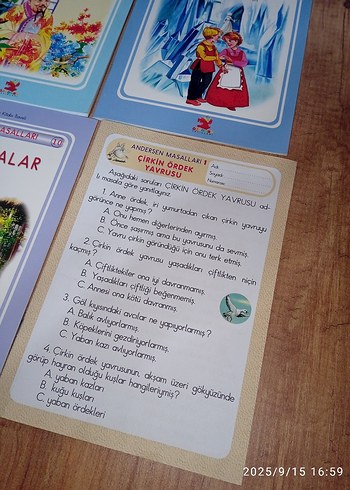 MASALLARI
ALAR
ANDERSEN MASALLARI 1
ÇİRKİN ÖRDEK
YAVRUSU
Adı
Soyadı
Numarası
Aşağıdaki soruları ÇİRKİN ÖRDEK YAVRUSU ad-
lı masala göre yanıtlayınız.
1. Anne ördek, iri yumurtadan çıkan çirkin yavruyu
görünce ne yapmış?
A. Onu hemen diğerlerinden ayırmış.
B. Önce şaşırmış ama bu yavrusunu da sevmiş.
C. Yavru çirkin göründüğü için onu terk etmiş.
2. Çirkin ördek yavrusu yaşadıkları çiftlikten niçin
kaçmış?
A. Çiftliktekiler ona iyi davranmamış.
B. Yaşadıkları çiftliği beğenmemiş.
C. Annesi ona kötü davranmış.
3. Göl kıyısındaki avcılar ne yapıyorlarmış?
A. Balık avlıyorlarmış.
B. Köpeklerini gezdiriyorlarmış.
C. Yaban kazı avlıyorlarmış.
4. Çirkin ördek yavrusunun, akşam üzeri gökyüzünde
görüp hayran olduğu kuşlar hangileriymiş?
A. yaban kazları
B. kuğu kuşları
C. yaban ördekleri
2025/9/15 16:59